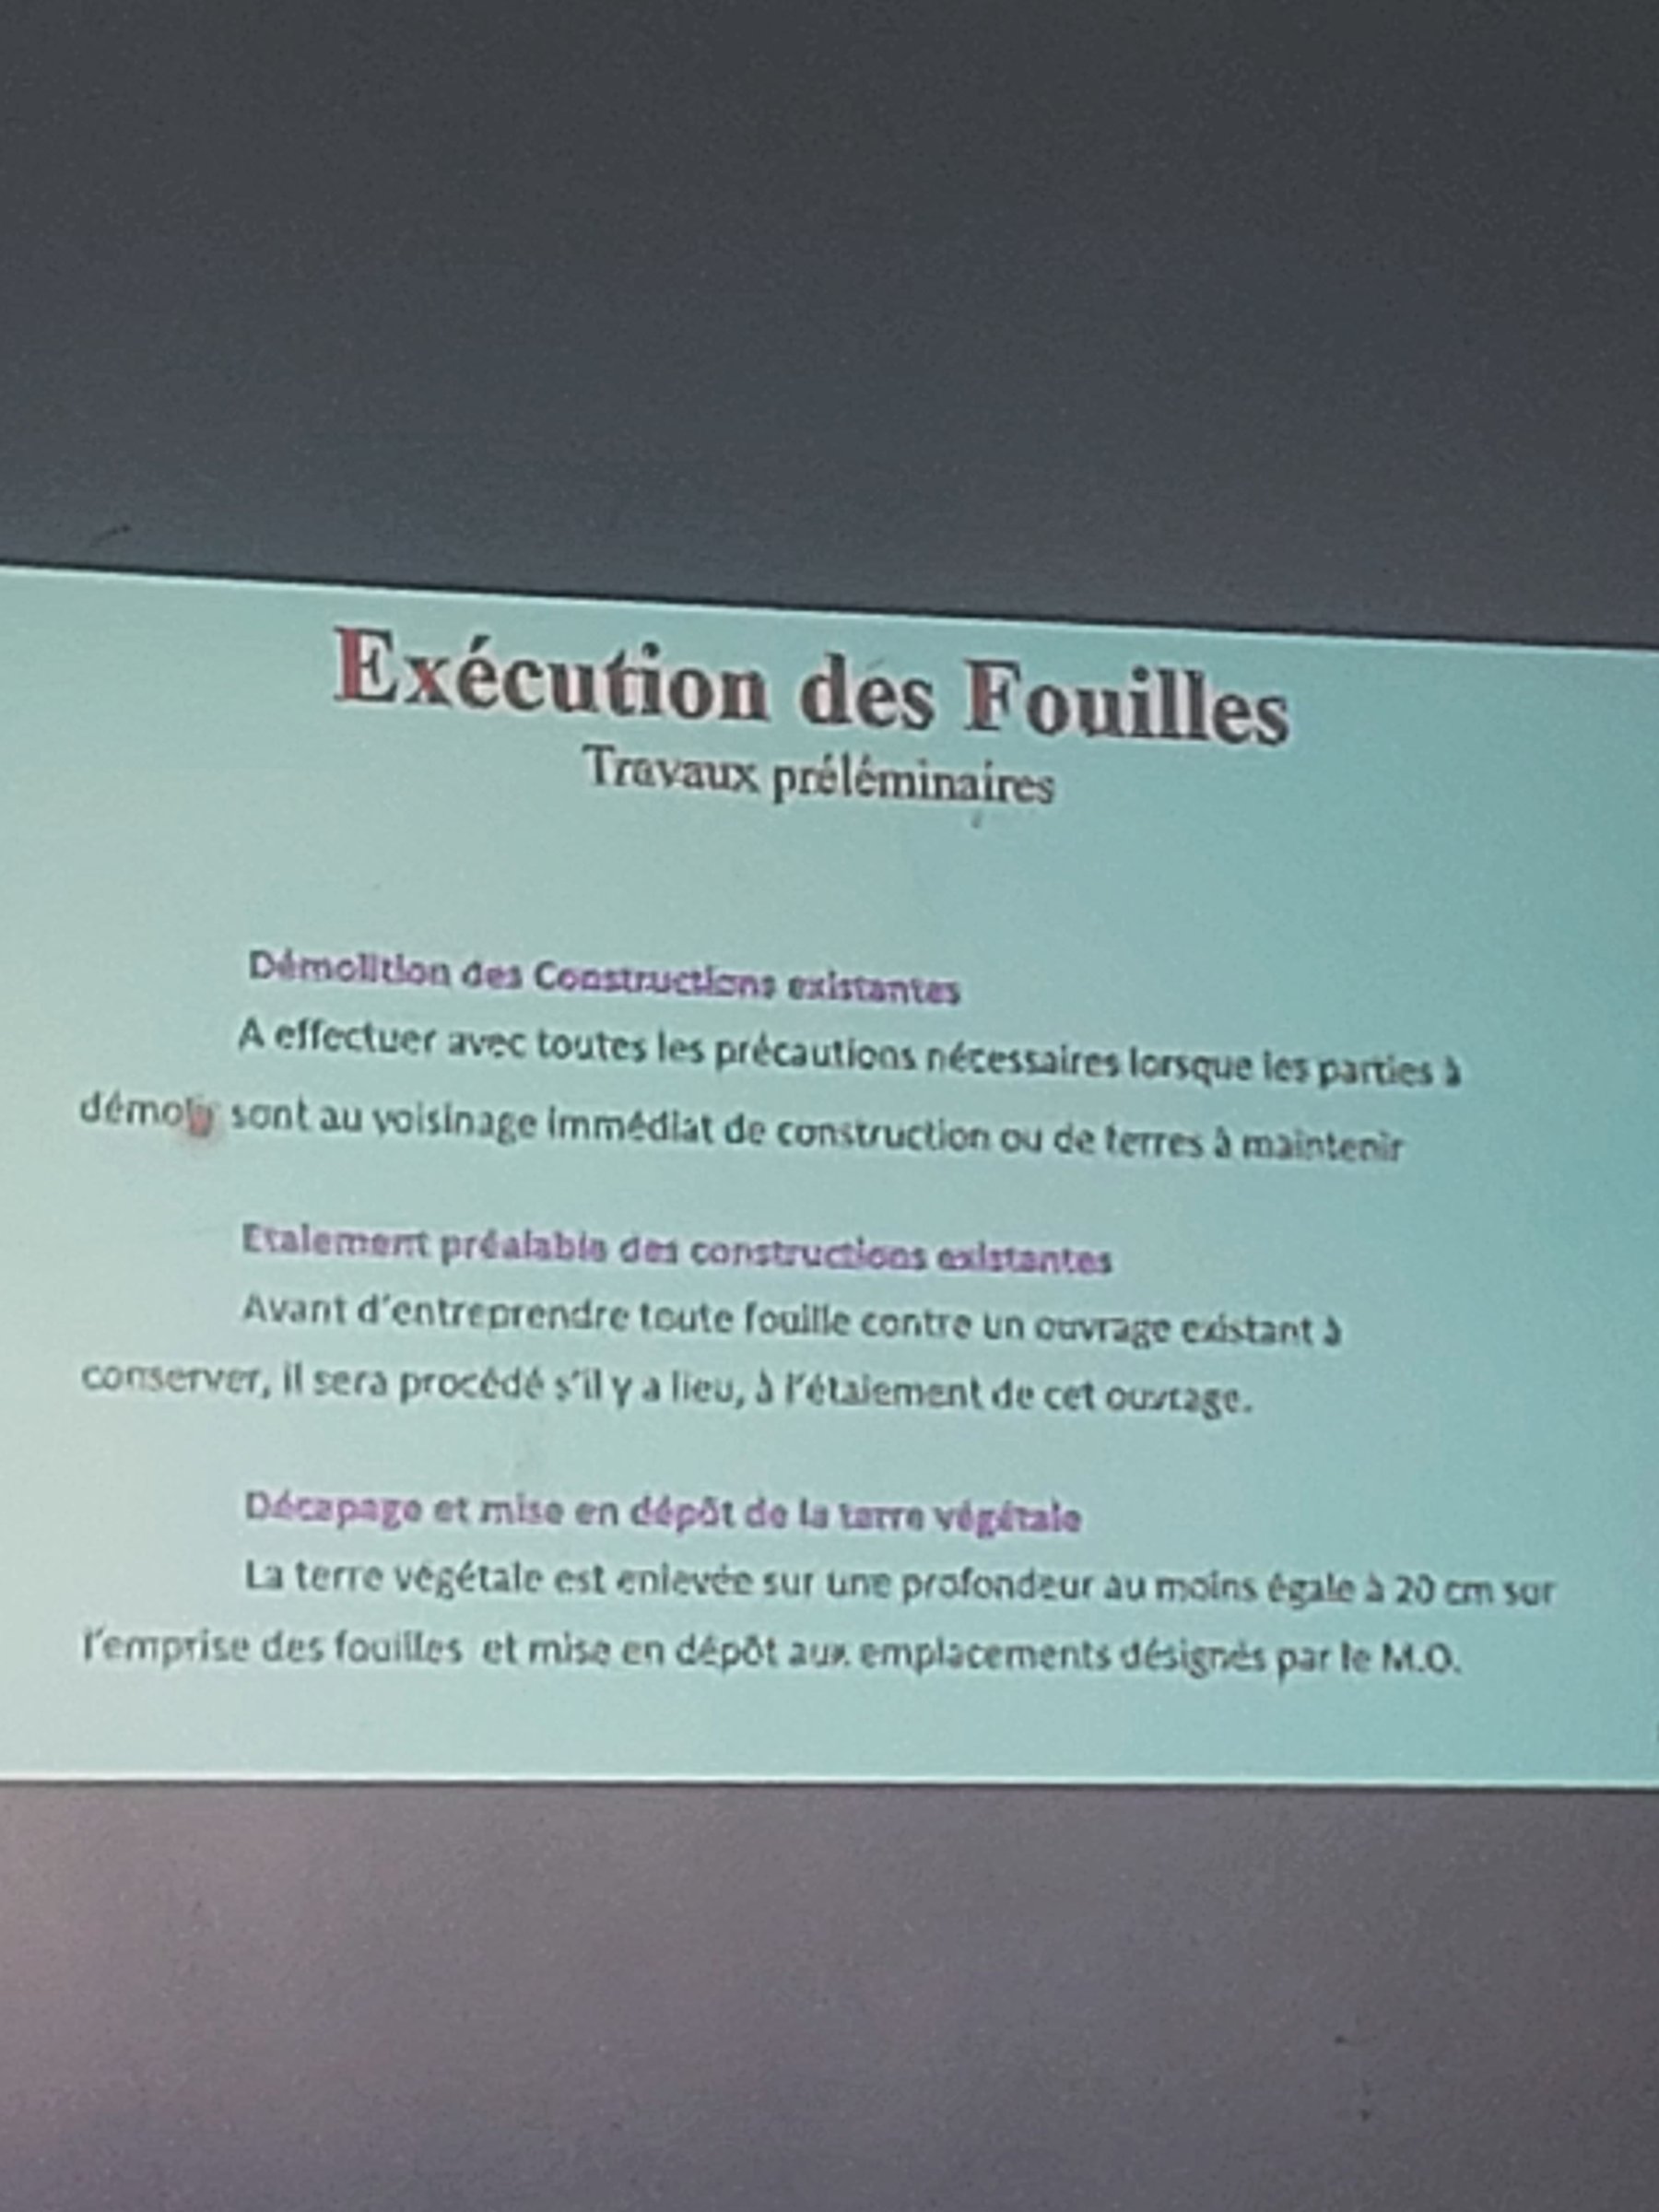 Exécution des Fouilles
Travaux préléminaires
Démolition des Constructions existantes
A effectuer avec toutes les précautions nécessaires lorsque les parties à
démolir sont au voisinage immédiat de construction ou de terres à maintenir
Etaiement préalable des constructions existantes
Avant d'entreprendre toute fouille contre un ouvrage existant à
conserver, il sera procédé s'il y a lieu, à l'étaiement de cet ouvrage.
Décapage et mise en dépôt de la terre végétale
La terre végétale est enlevée sur une profondeur au moins égale à 20 cm sur
l'emprise des fouilles et mise en dépôt aux emplacements désignés par le M.O.